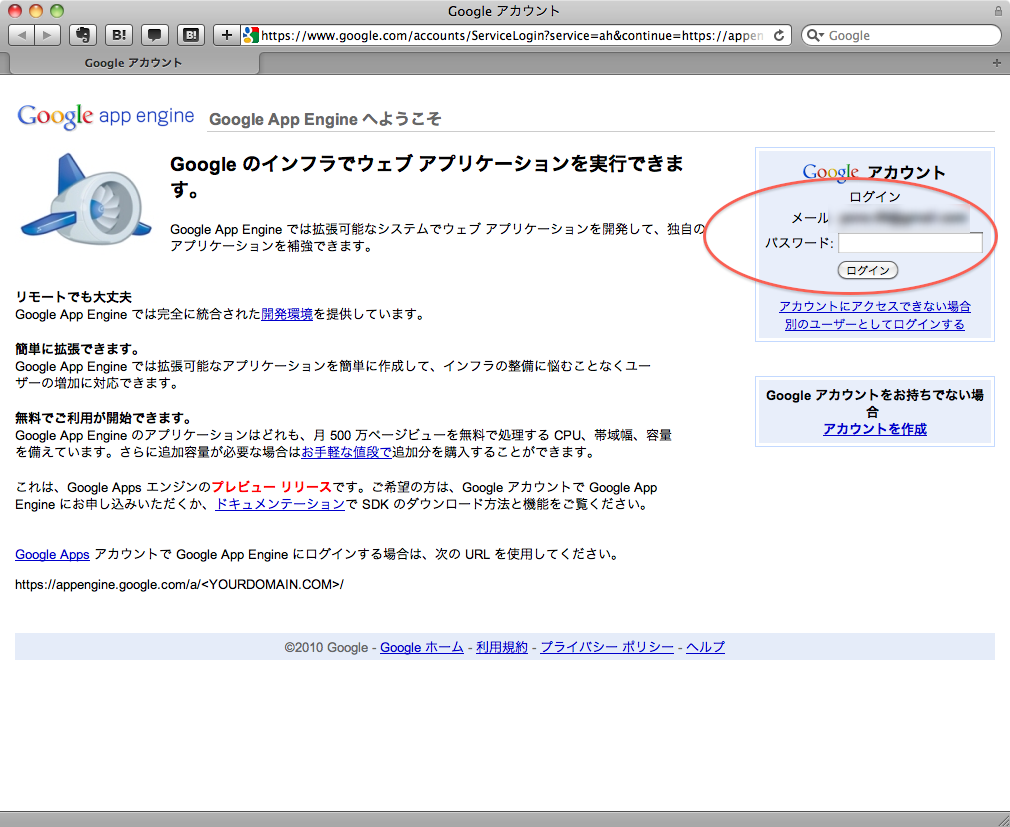 Google アカウント
B!
B!
https://www.google.com/accounts/ServiceLogin?service=ah&continue=https://appen
Google
Google アカウント
Google app engine
Google App Engine へようこそ
Google のインフラでウェブ アプリケーションを実行できま
す。
Google App Engine では拡張可能なシステムでウェブ アプリケーションを開発して、独自の
アプリケーションを補強できます。
リモートでも大丈夫
Google App Engine では完全に統合された開発環境を提供しています。
簡単に拡張できます。
Google App Engine では拡張可能なアプリケーションを簡単に作成して、インフラの整備に悩むことなくユー
ザーの増加に対応できます。
無料でご利用が開始できます。
Google App Engine のアプリケーションはどれも、月 500 万ページビューを無料で処理する CPU、帯域幅、容量
を備えています。さらに追加容量が必要な場合はお手軽な値段で追加分を購入することができます。
これは、Google Apps エンジンのプレビュー リリースです。ご希望の方は、Google アカウントで Google App
Engine にお申し込みいただくか、ドキュメンテーションで SDK のダウンロード方法と機能をご覧ください。
Google Apps アカウントで Google App Engine にログインする場合は、次の URL を使用してください。
https://appengine.google.com/a/<YOURDOMAIN.COM>/
Google アカウント
ログイン
メール
パスワード:
ログイン
アカウントにアクセスできない場合
別のユーザーとしてログインする
Google アカウントをお持ちでない場
合
アカウントを作成
©2010 Google - Google ホーム - 利用規約 - プライバシー ポリシー - ヘルプ